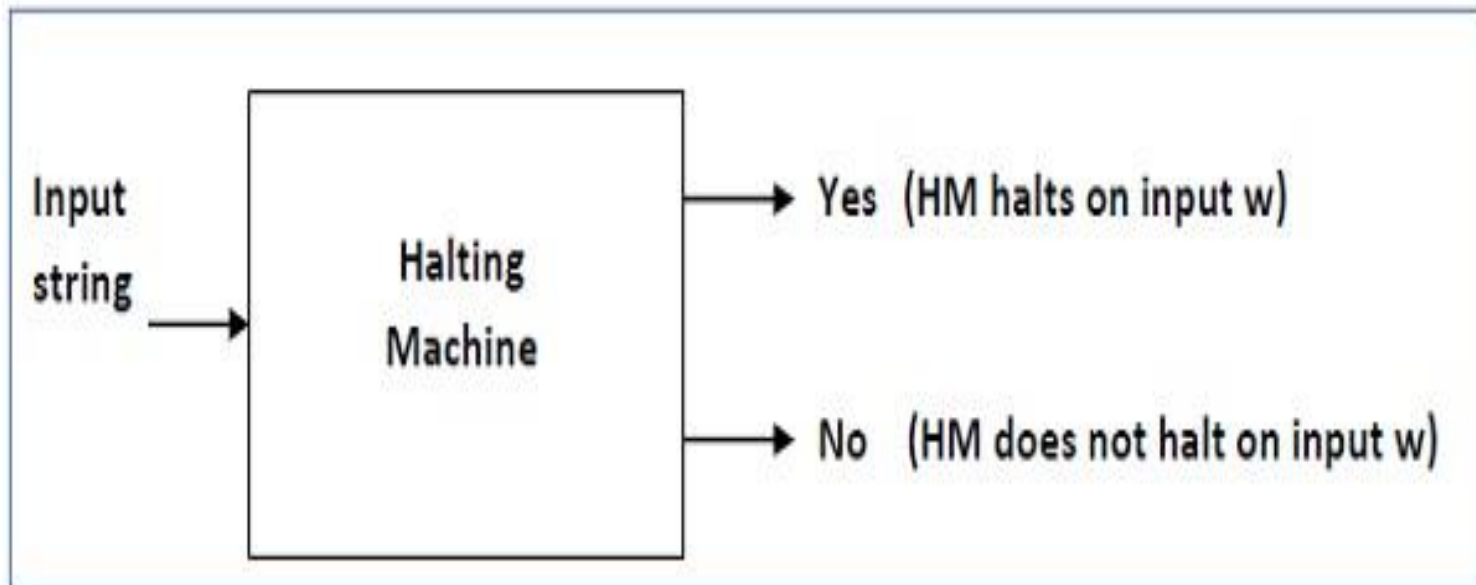 Input
string
Halting
Machine
Yes (HM halts on input w)
No (HM does not halt on input w)